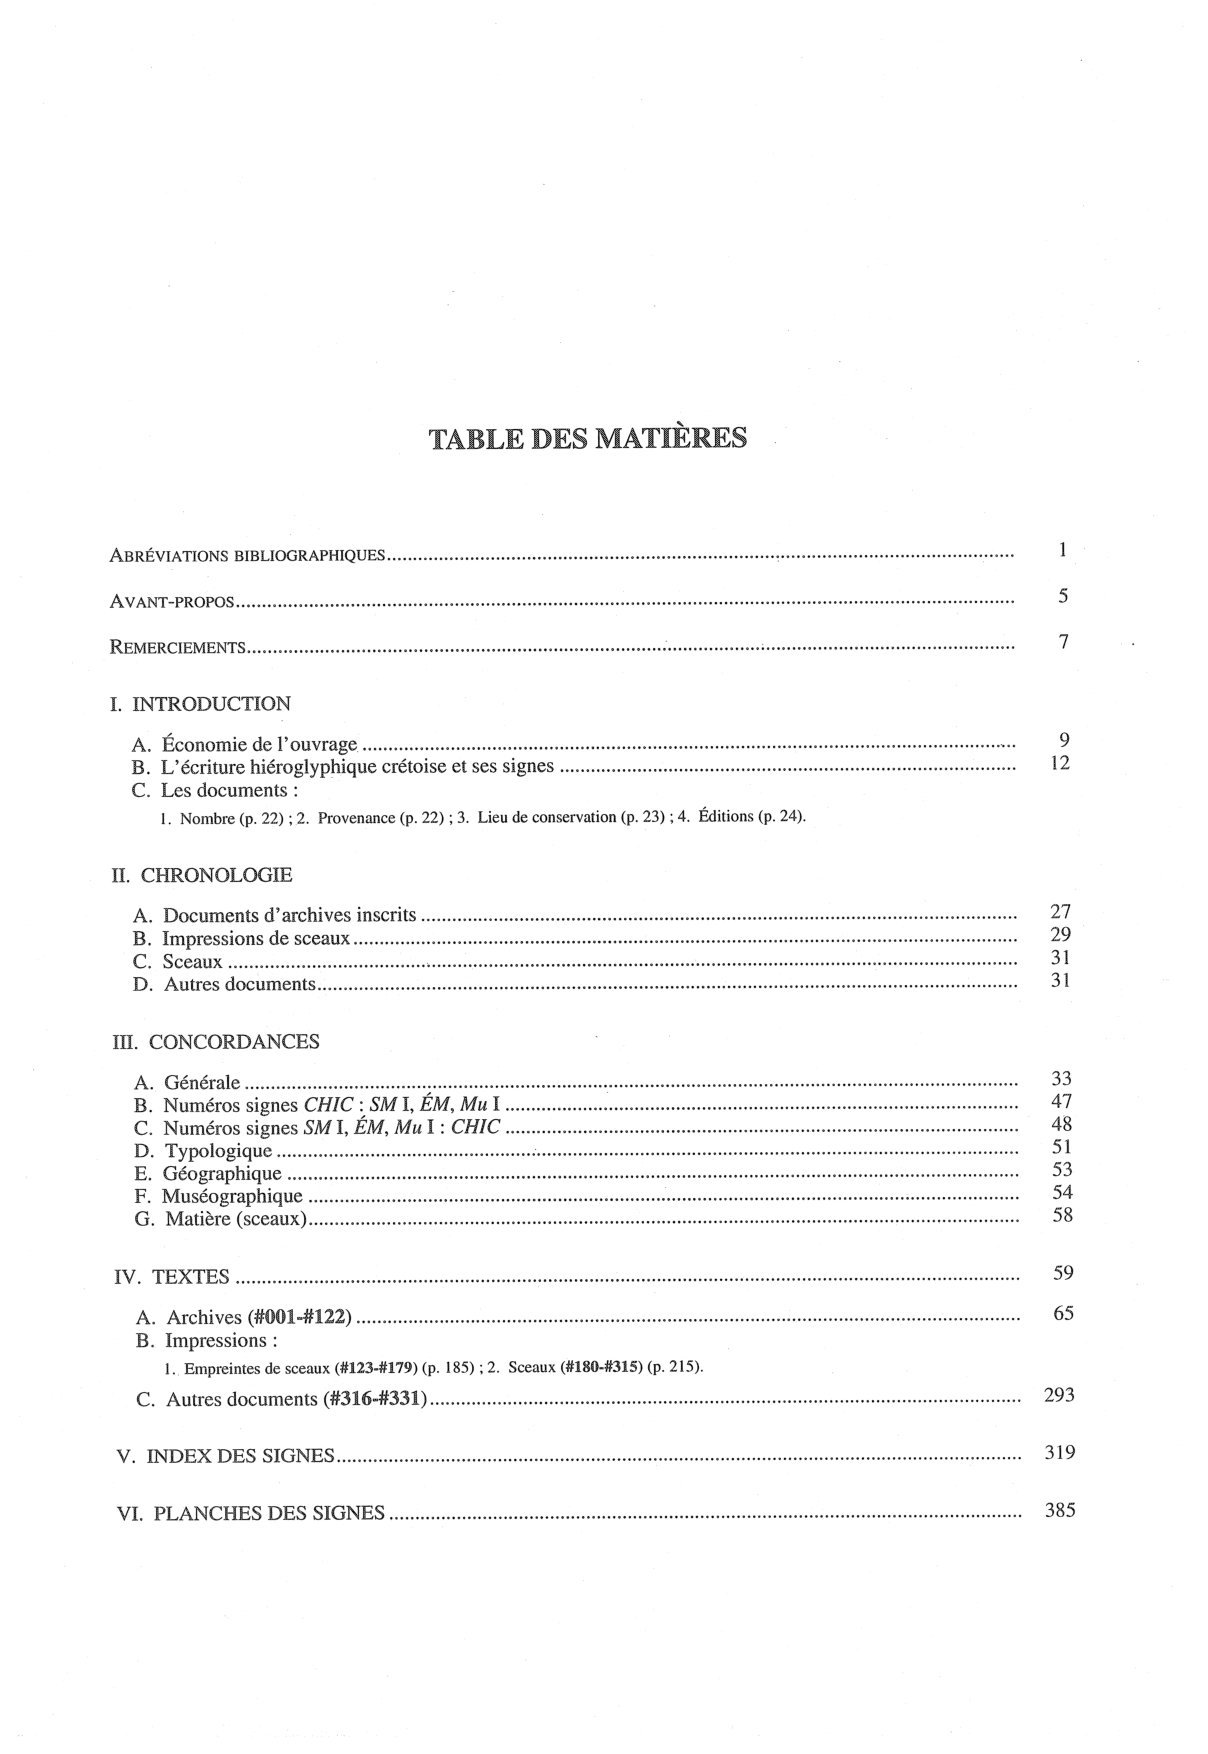 TABLE DES MATIÈRES
ABRÉVIATIONS BIBLIOGRAPHIQUES 1
AVANT-PROPOS 5
REMERCIEMENTS 7
I. INTRODUCTION
A. Économie de l'ouvrage 9
B. L'écriture hiéroglyphique crétoise et ses signes 12
C. Les documents :
1. Nombre (p. 22) ; 2. Provenance (p. 22) ; 3. Lieu de conservation (p. 23) ; 4. Éditions (p. 24).
II. CHRONOLOGIE
A. Documents d'archives inscrits 27
B. Impressions de sceaux 29
C. Sceaux 31
D. Autres documents 31
III. CONCORDANCES
A. Générale 33
B. Numéros signes CHIC : SM I, ÉM, Mu I 47
C. Numéros signes SM I, ÉM, Mu I : CHIC 48
D. Typologique 51
E. Géographique 53
F. Muséographique 54
G. Matière (sceaux) 58
IV. TEXTES 59
A. Archives (#001-#122) 65
B. Impressions :
1. Empreintes de sceaux (#123-#179) (p. 185) ; 2. Sceaux (#180-#315) (p. 215).
C. Autres documents (#316-#331) 293
V. INDEX DES SIGNES 319
VI. PLANCHES DES SIGNES 385